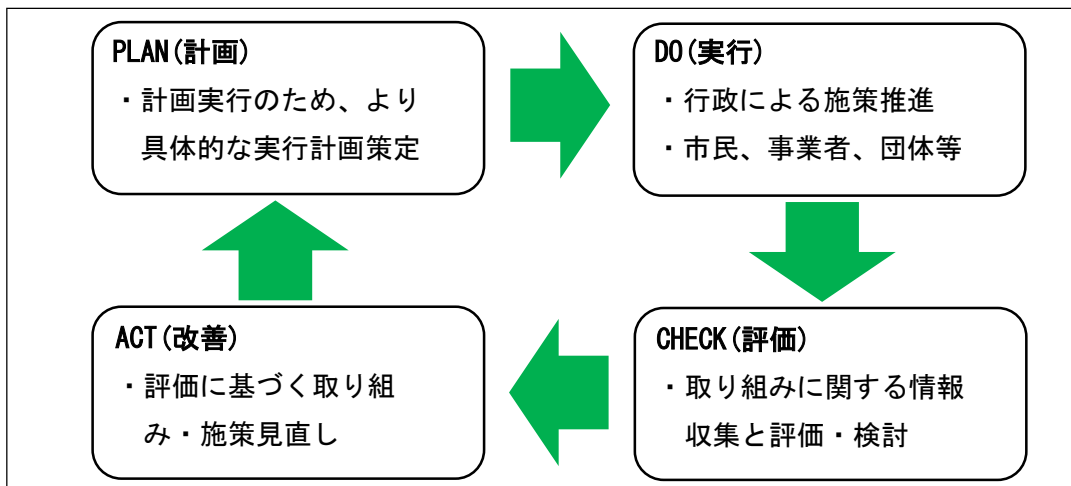 PLAN(計画)
・計画実行のため、より
具体的な実行計画策定
DO(実行)
・行政による施策推進
・市民、事業者、団体等
ACT(改善)
・評価に基づく取り組
み・施策見直し
CHECK(評価)
・取り組みに関する情報
収集と評価・検討